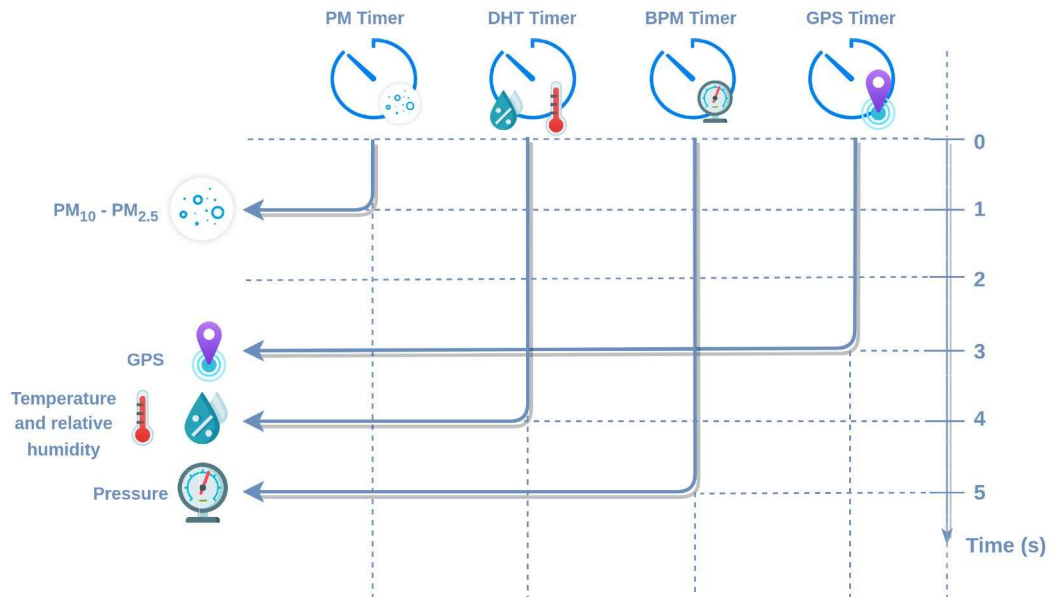 PM Timer
DHT Timer
BPM Timer
GPS Timer
0
PM10 - PM2.5
1
2
GPS
3
Temperature
and relative
humidity
4
Pressure
5
Time (s)